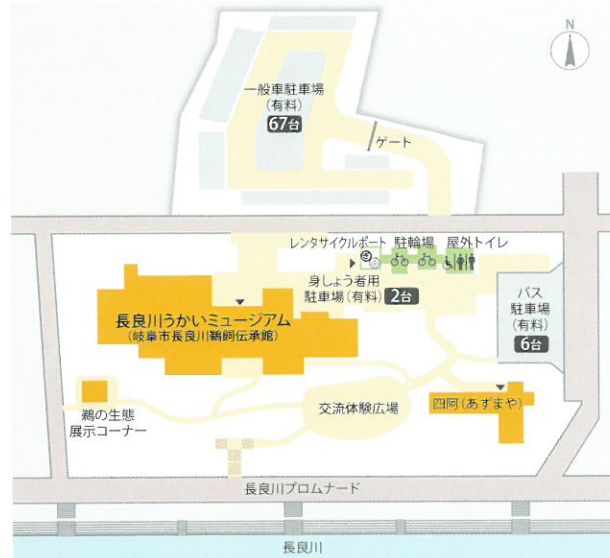 N
一般車駐車場
(有料)
67台
ゲート
レンタサイクルポート 駐輪場 屋外トイレ
身しょう者用
駐車場(有料) 2台
バス
駐車場
(有料)
6台
長良川うかいミュージアム
(岐阜市長良川鵜飼伝承館)
鵜の生態
展示コーナー
交流体験広場
四阿(あずまや)
長良川プロムナード
長良川